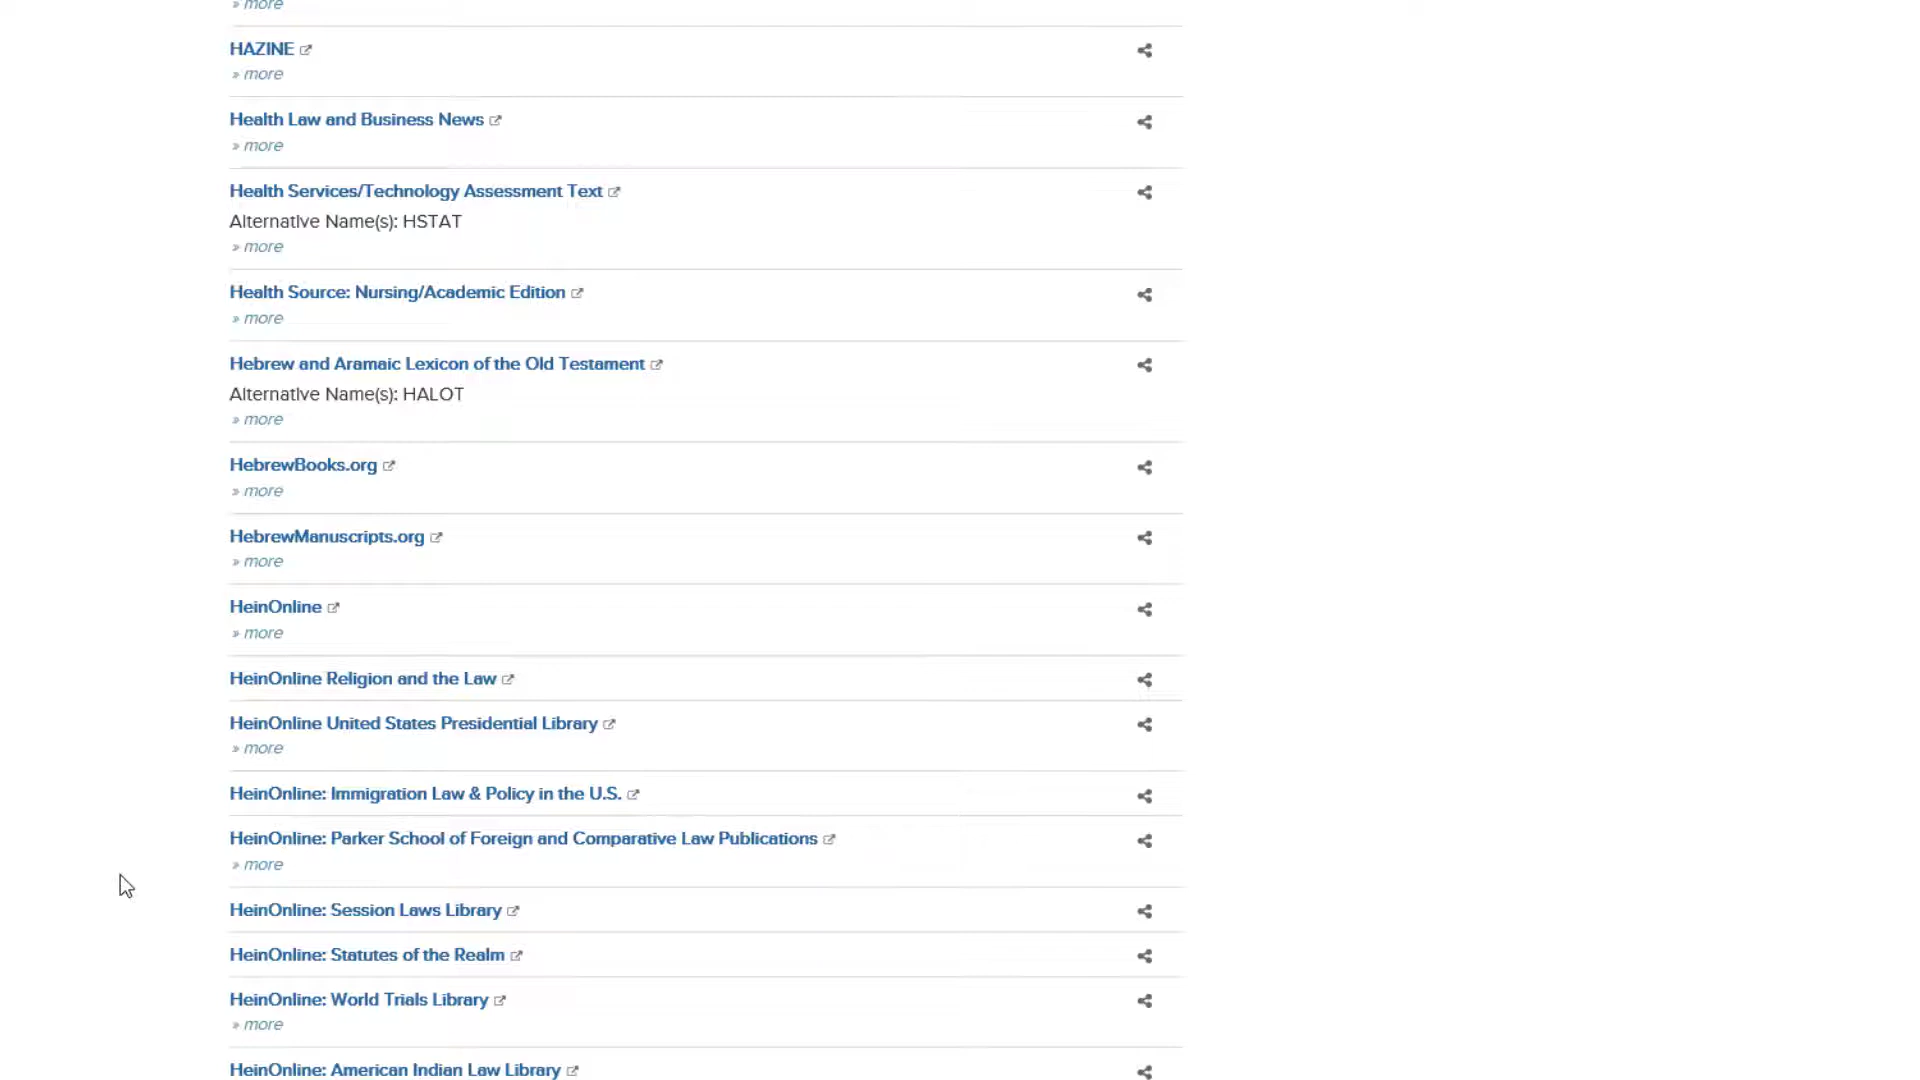 » more
HAZINE
» more
Health Law and Business News
» more
Health Services/Technology Assessment Text
Alternative Name(s): HSTAT
» more
Health Source: Nursing/Academic Edition
» more
Hebrew and Aramaic Lexicon of the Old Testament
Alternative Name(s): HALOT
» more
HebrewBooks.org
» more
HebrewManuscripts.org
» more
HeinOnline
» more
HeinOnline Religion and the Law
HeinOnline United States Presidential Library
» more
HeinOnline: Immigration Law & Policy in the U.S.
HeinOnline: Parker School of Foreign and Comparative Law Publications
» more
HeinOnline: Session Laws Library
HeinOnline: Statutes of the Realm
HeinOnline: World Trials Library
» more
HeinOnline: American Indian Law Library